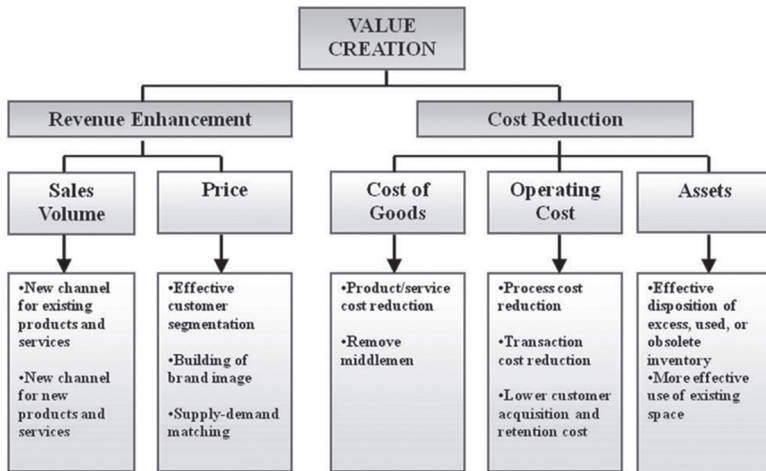 VALUE
CREATION
Revenue Enhancement
Cost Reduction
Sales
Volume
Price
Cost of
Goods
Operating
Cost
Assets
•New channel
for existing
products and
services
•New channel
for new
products and
services
•Effective
customer
segmentation
•Building of
brand image
•Supply-demand
matching
•Product/service
cost reduction
•Remove
middlemen
•Process cost
reduction
•Transaction
cost reduction
•Lower customer
acquisition and
retention cost
•Effective
disposition of
excess, used, or
obsolete
inventory
•More effective
use of existing
space